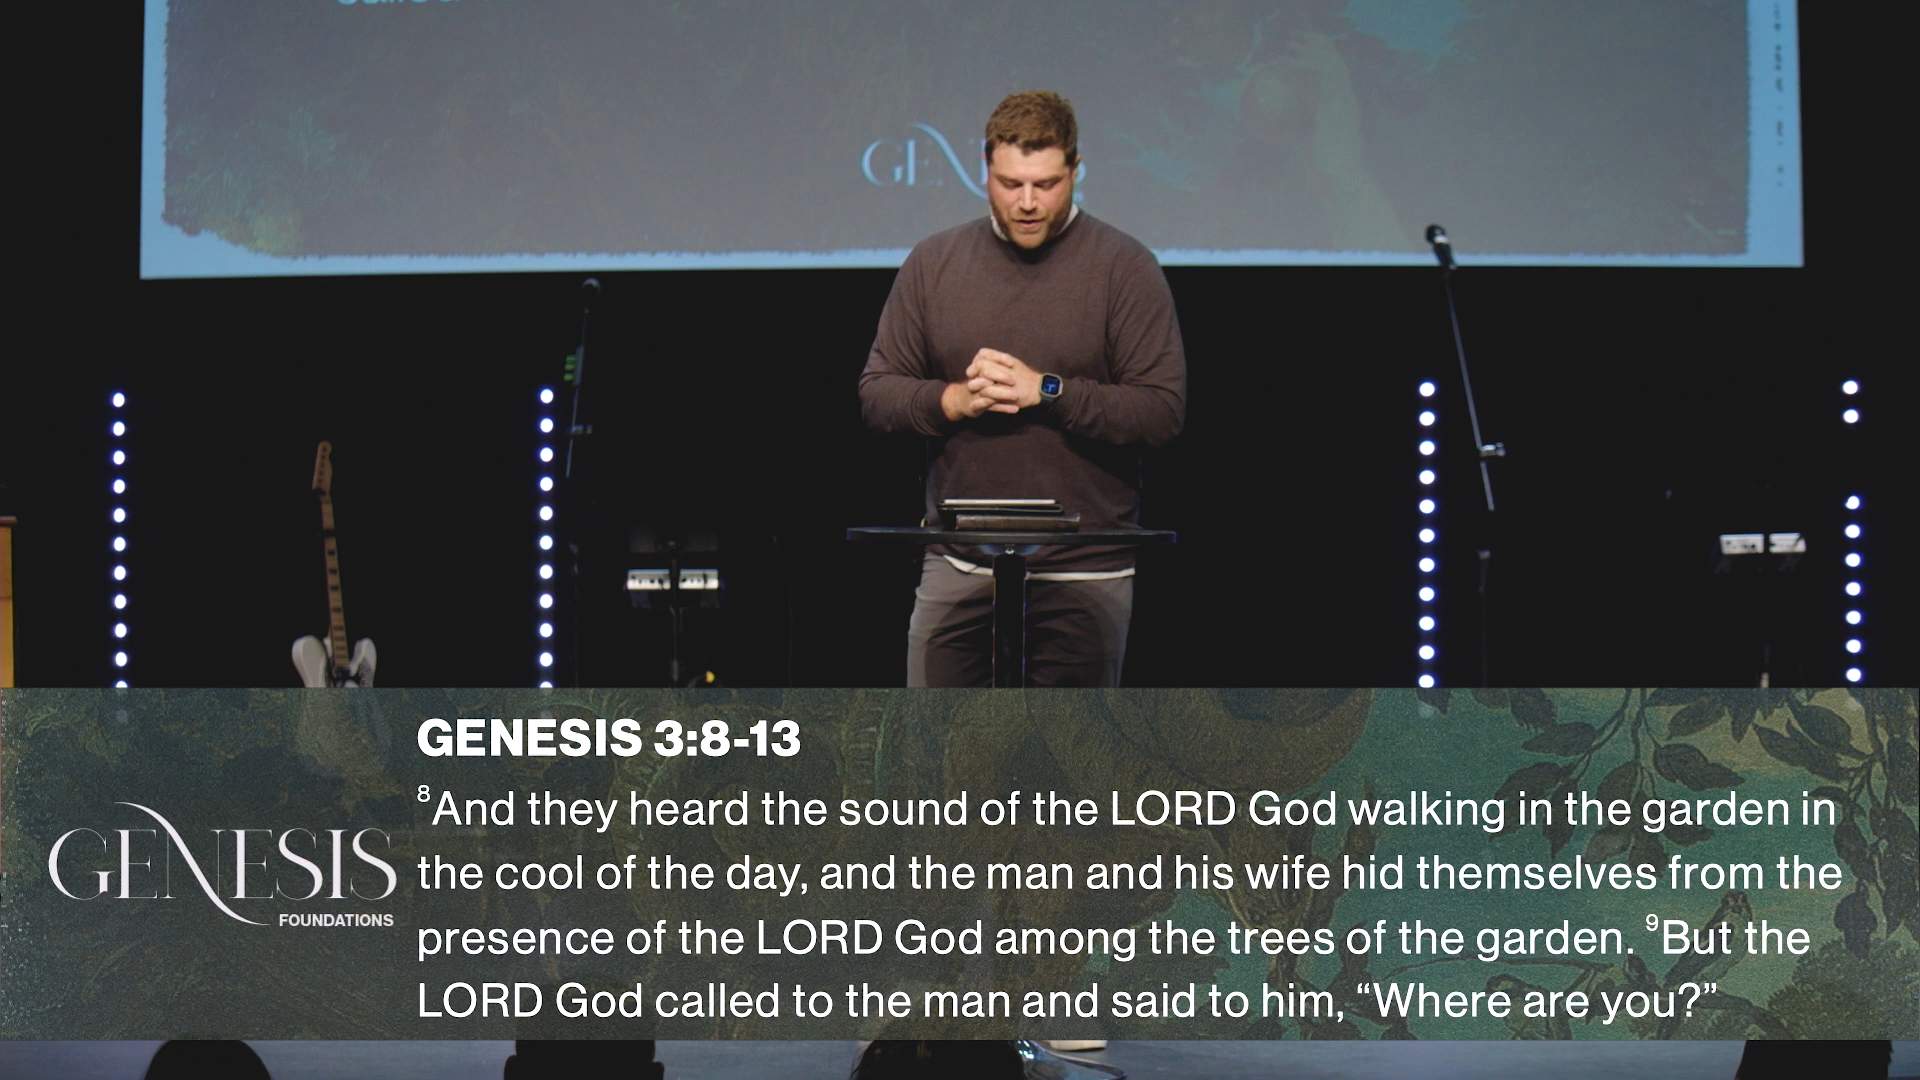 GEN
GENESIS 3:8-13
⁸And they heard the sound of the LORD God walking in the garden in
the cool of the day, and the man and his wife hid themselves from the
presence of the LORD God among the trees of the garden. ⁹But the
LORD God called to the man and said to him, “Where are you?”
GENESIS
FOUNDATIONS